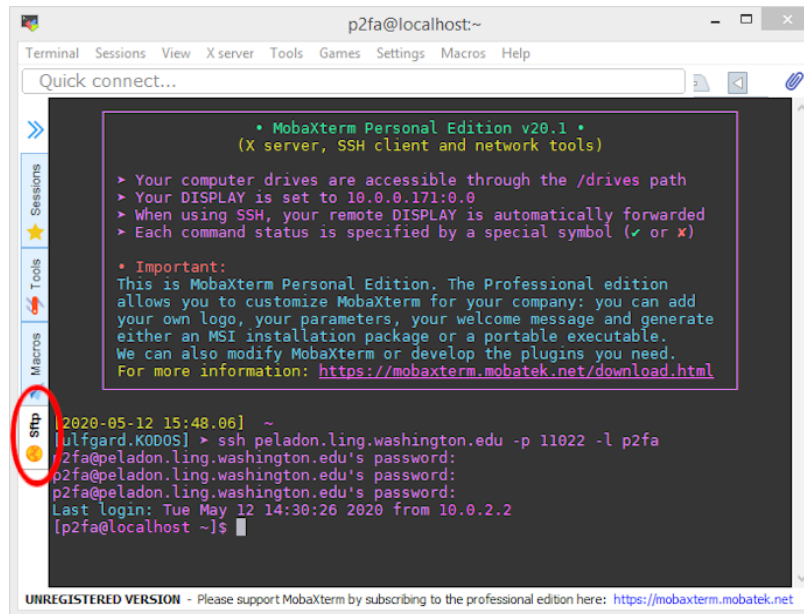 p2fa@localhost:~
Terminal Sessions View X server Tools Games Settings Macros Help
Quick connect...
Sessions
Tools
Macros
sftp
• MobaXterm Personal Edition v20.1 •
(X server, SSH client and network tools)
➤ Your computer drives are accessible through the /drives path
➤ Your DISPLAY is set to 10.0.0.171:0.0
➤ When using SSH, your remote DISPLAY is automatically forwarded
➤ Each command status is specified by a special symbol (✔ or ✘)
• Important:
This is MobaXterm Personal Edition. The Professional edition
allows you to customize MobaXterm for your company: you can add
your own logo, your parameters, your welcome message and generate
either an MSI installation package or a portable executable.
We can also modify MobaXterm or develop the plugins you need.
For more information: https://mobaxterm.mobatek.net/download.html
[2020-05-12 15:48.06] ~
[ulfgard.KODOS] ➤ ssh peladon.ling.washington.edu -p 11022 -l p2fa
p2fa@peladon.ling.washington.edu's password:
p2fa@peladon.ling.washington.edu's password:
p2fa@peladon.ling.washington.edu's password:
Last login: Tue May 12 14:30:26 2020 from 10.0.2.2
[p2fa@localhost ~]$
UNREGISTERED VERSION - Please support MobaXterm by subscribing to the professional edition here: https://mobaxterm.mobatek.net